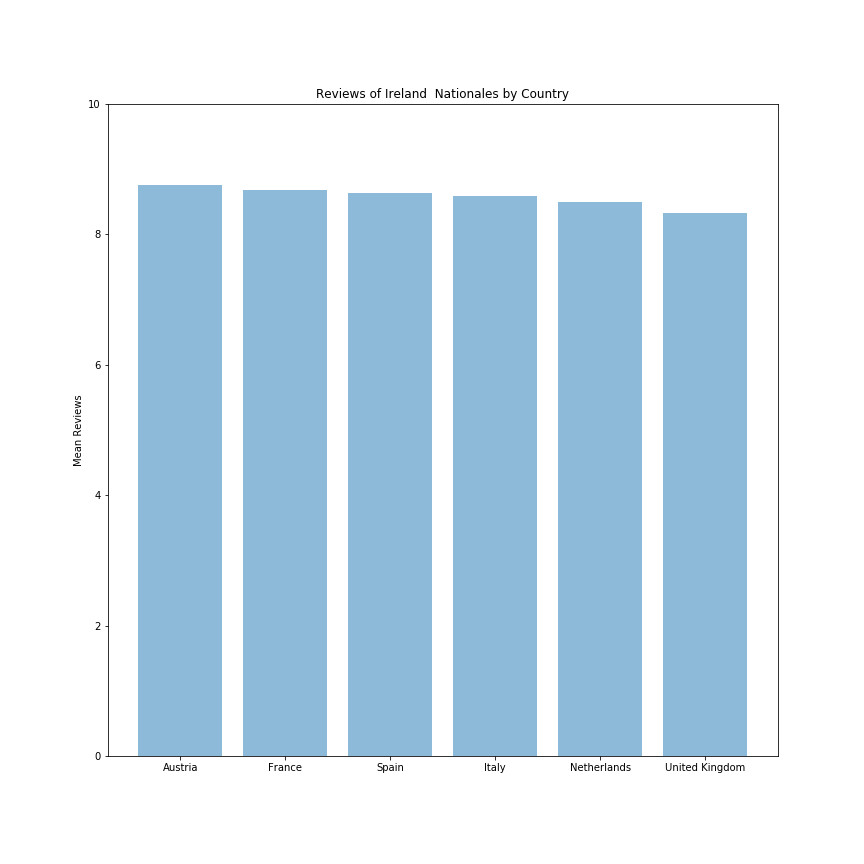 Reviews of Ireland  Nationales by Country
10
8
6
4
2
0
Mean Reviews
Austria
France
Spain
Italy
Netherlands
United Kingdom